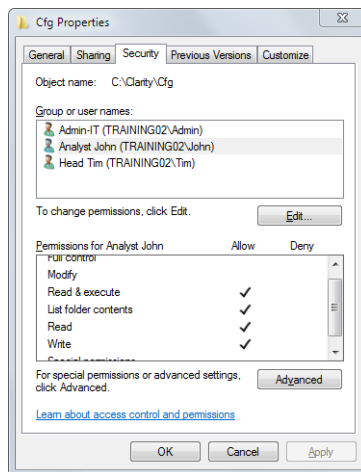 Cfg Properties
General Sharing Security Previous Versions Customize
Object name: C:\Clarity\Cfg
Group or user names:
Admin-IT (TRAINING02\Admin)
Analyst John (TRAINING02\John)
Head Tim (TRAINING02\Tim)
To change permissions, click Edit.
Edit...
Permissions for Analyst John Allow Deny
Full control
Modify
Read & execute
List folder contents
Read
Write
Special permissions
For special permissions or advanced settings,
click Advanced.
Advanced
Learn about access control and permissions
OK Cancel Apply